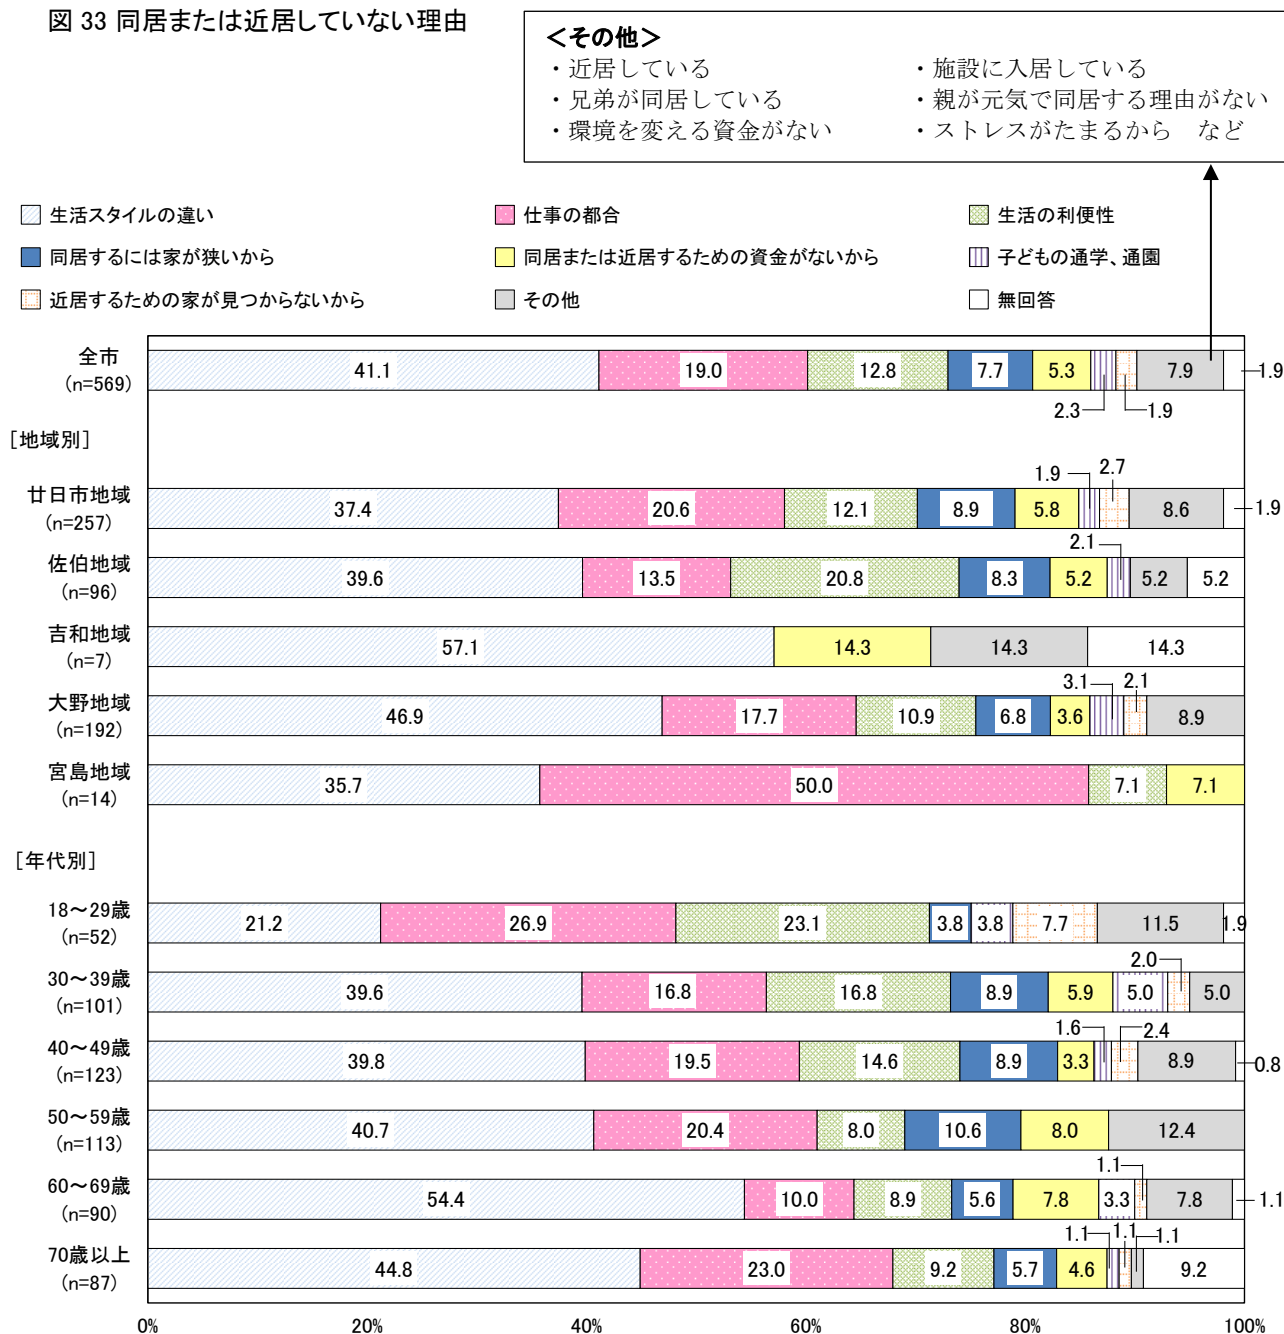 図 33 同居または近居していない理由
＜その他＞
・近居している ・施設に入居している
・兄弟が同居している ・親が元気で同居する理由がない
・環境を変える資金がない ・ストレスがたまるから　など
生活スタイルの違い 仕事の都合 生活の利便性
同居するには家が狭いから 同居または近居するための資金がないから 子どもの通学、通園
近居するための家が見つからないから その他 無回答
全市
(n=569)
41.1 19.0 12.8 7.7 5.3 7.9 1.9
2.3 1.9
［地域別］
1.9 2.7
廿日市地域
(n=257)
37.4 20.6 12.1 8.9 5.8 8.6 1.9
2.1
佐伯地域
(n=96)
39.6 13.5 20.8 8.3 5.2 5.2 5.2
吉和地域
(n=7)
57.1 14.3 14.3 14.3
3.1 2.1
大野地域
(n=192)
46.9 17.7 10.9 6.8 3.6 8.9
宮島地域
(n=14)
35.7 50.0 7.1 7.1
［年代別］
18～29歳
(n=52)
21.2 26.9 23.1 3.8 3.8 7.7 11.5 1.9
2.0
30～39歳
(n=101)
39.6 16.8 16.8 8.9 5.9 5.0 5.0
1.6 2.4
40～49歳
(n=123)
39.8 19.5 14.6 8.9 3.3 8.9 0.8
50～59歳
(n=113)
40.7 20.4 8.0 10.6 8.0 12.4
1.1
60～69歳
(n=90)
54.4 10.0 8.9 5.6 7.8 3.3 7.8 1.1
1.1 1.1 1.1
70歳以上
(n=87)
44.8 23.0 9.2 5.7 4.6 9.2
0% 20% 40% 60% 80% 100%